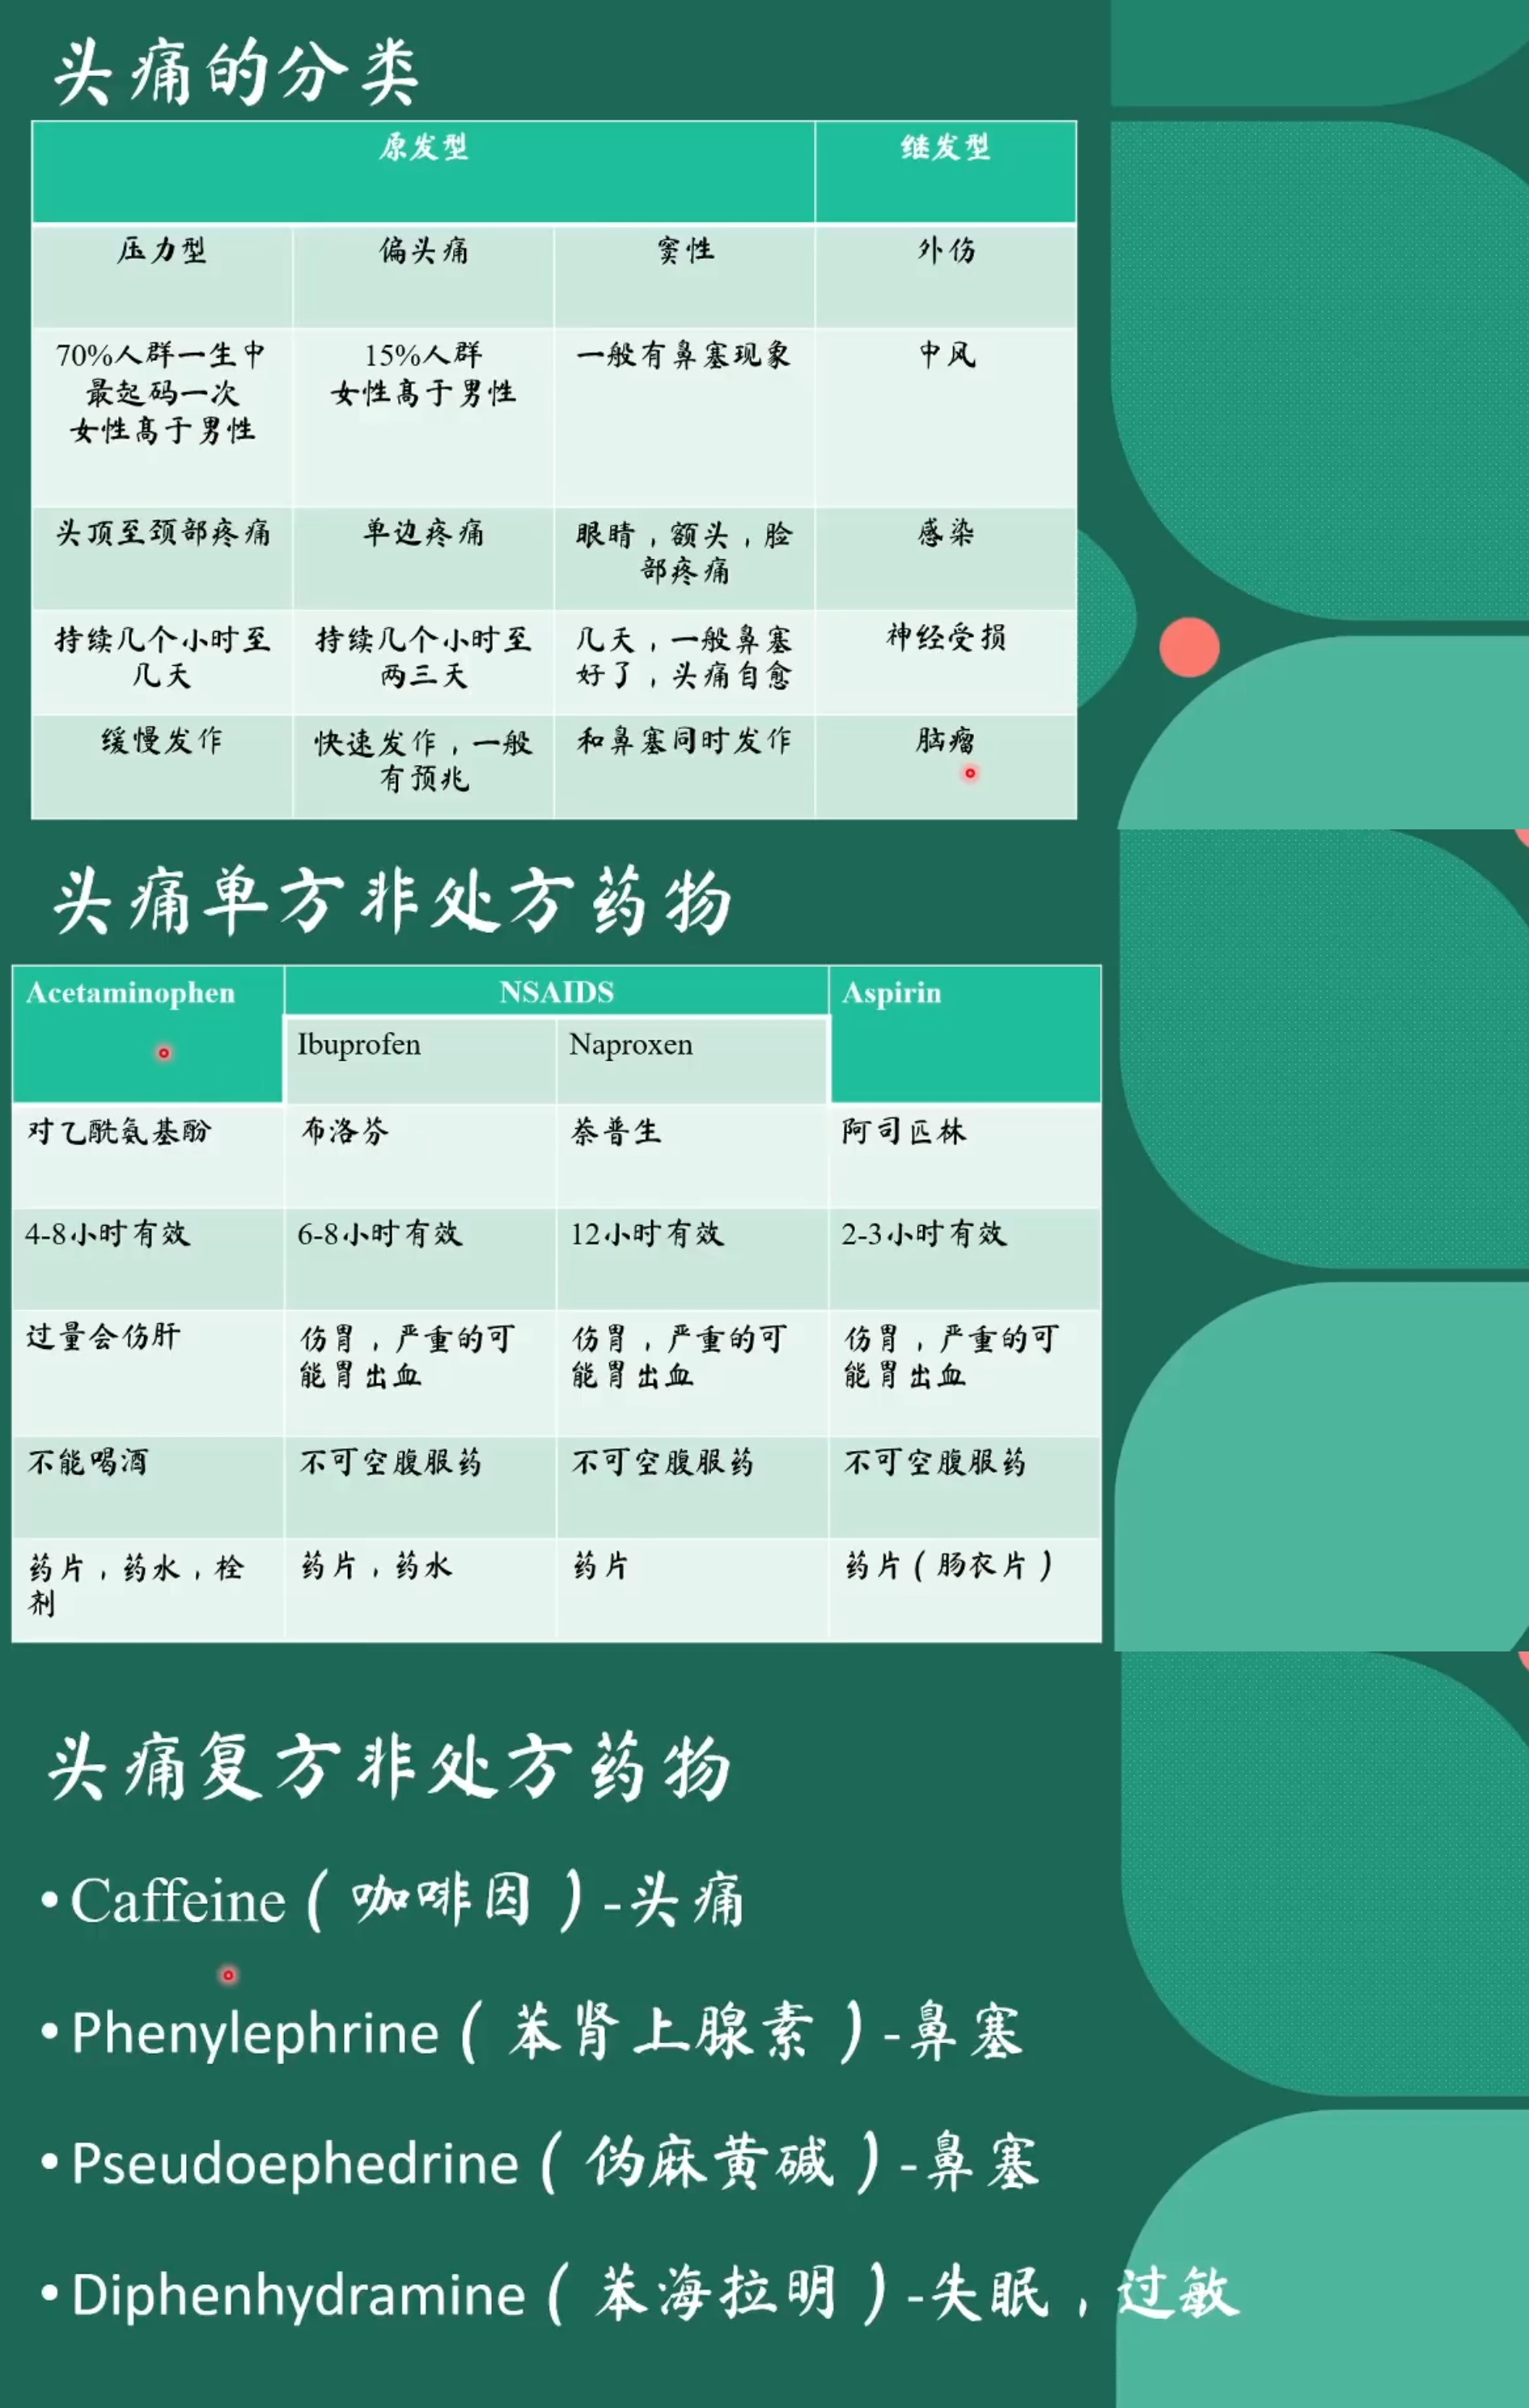 头痛的分类
原发型 继发型
压力型 偏头痛 窦性 外伤
70%人群一生中 15%人群 一般有鼻塞现象 中风
最起码一次 女性高于男性
女性高于男性
头顶至颈部疼痛 单边疼痛 眼睛，额头，脸 感染
部疼痛
持续几个小时至 持续几个小时至 几天，一般鼻塞 神经受损
几天 两三天 好了，头痛自愈
缓慢发作 快速发作，一般 和鼻塞同时发作 脑瘤
有预兆
头痛单方非处方药物
Acetaminophen NSAIDS Aspirin
Ibuprofen Naproxen
对乙酰氨基酚 布洛芬 萘普生 阿司匹林
4-8小时有效 6-8小时有效 12小时有效 2-3小时有效
过量会伤肝 伤胃，严重的可 伤胃，严重的可 伤胃，严重的可
能胃出血 能胃出血 能胃出血
不能喝酒 不可空腹服药 不可空腹服药 不可空腹服药
药片，药水，栓 药片，药水 药片 药片（肠衣片）
剂
头痛复方非处方药物
•Caffeine（咖啡因）-头痛
•Phenylephrine（苯肾上腺素）-鼻塞
•Pseudoephedrine（伪麻黄碱）-鼻塞
•Diphenhydramine（苯海拉明）-失眠，过敏